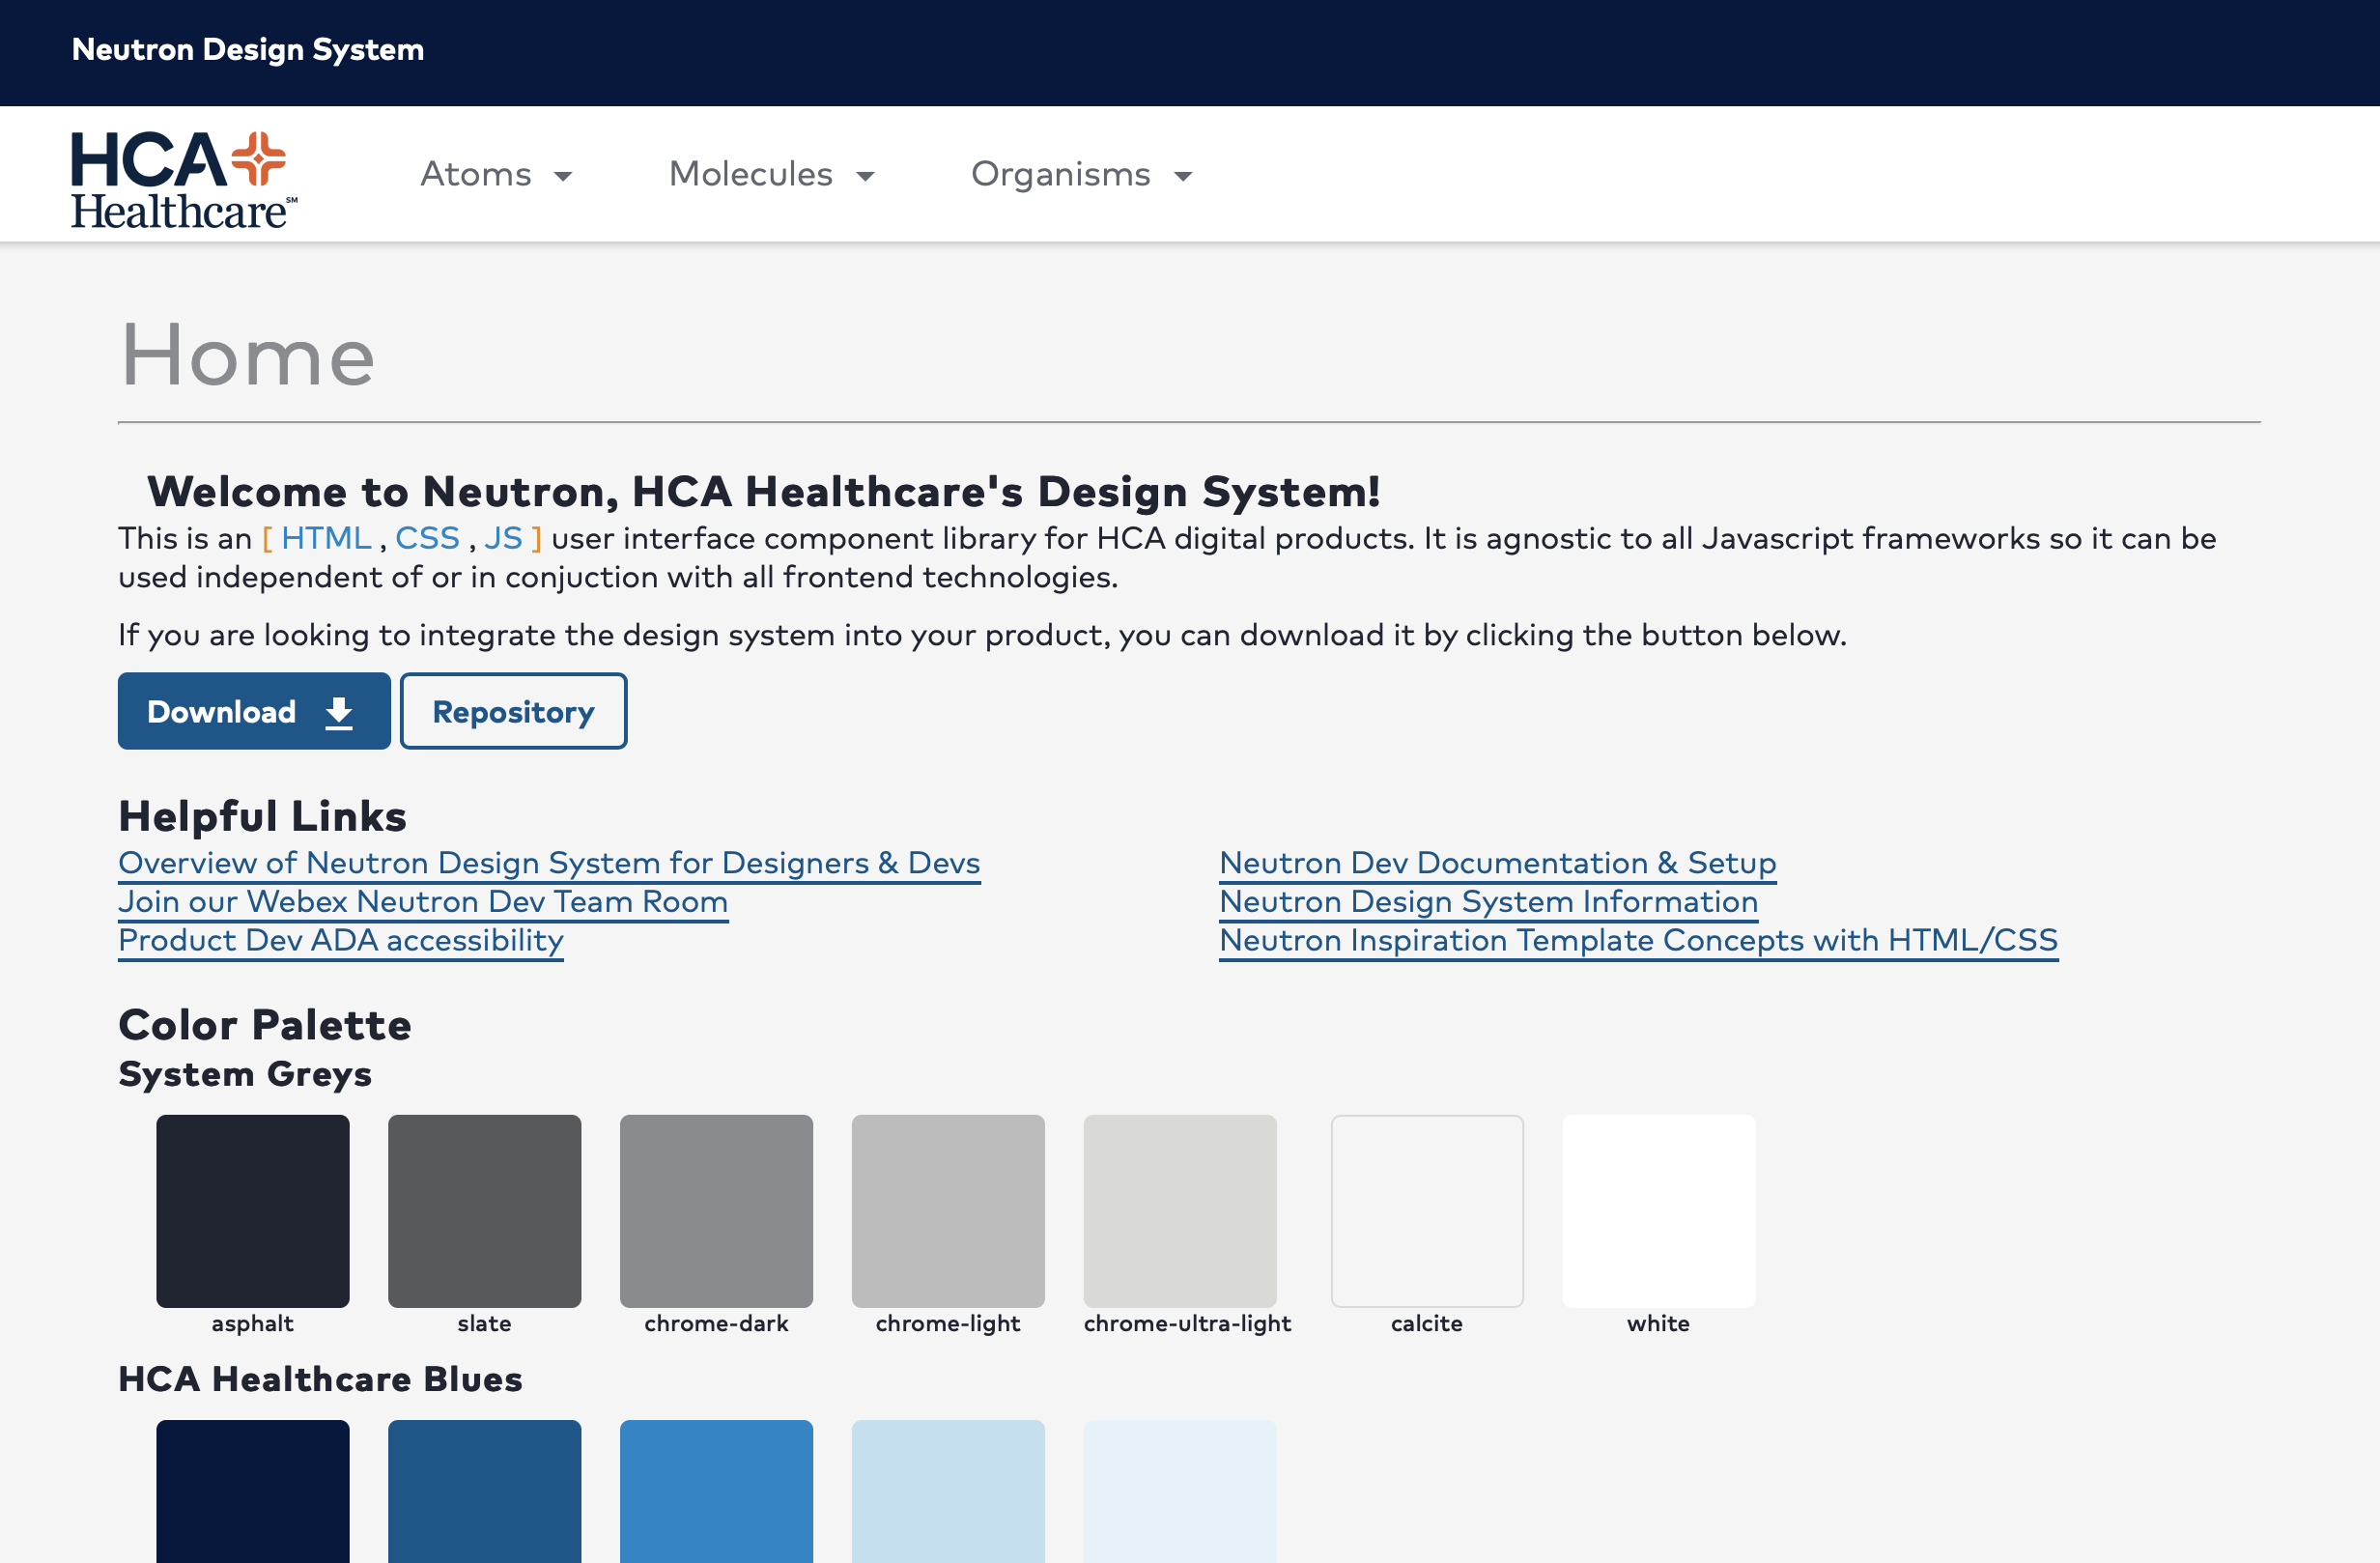 Neutron Design System
HCA
Healthcare℠
Atoms
Molecules
Organisms
Home
Welcome to Neutron, HCA Healthcare's Design System!
This is an [ HTML , CSS , JS ] user interface component library for HCA digital products. It is agnostic to all Javascript frameworks so it can be
used independent of or in conjuction with all frontend technologies.
If you are looking to integrate the design system into your product, you can download it by clicking the button below.
Download
Repository
Helpful Links
Overview of Neutron Design System for Designers & Devs
Join our Webex Neutron Dev Team Room
Product Dev ADA accessibility
Neutron Dev Documentation & Setup
Neutron Design System Information
Neutron Inspiration Template Concepts with HTML/CSS
Color Palette
System Greys
asphalt
slate
chrome-dark
chrome-light
chrome-ultra-light
calcite
white
HCA Healthcare Blues